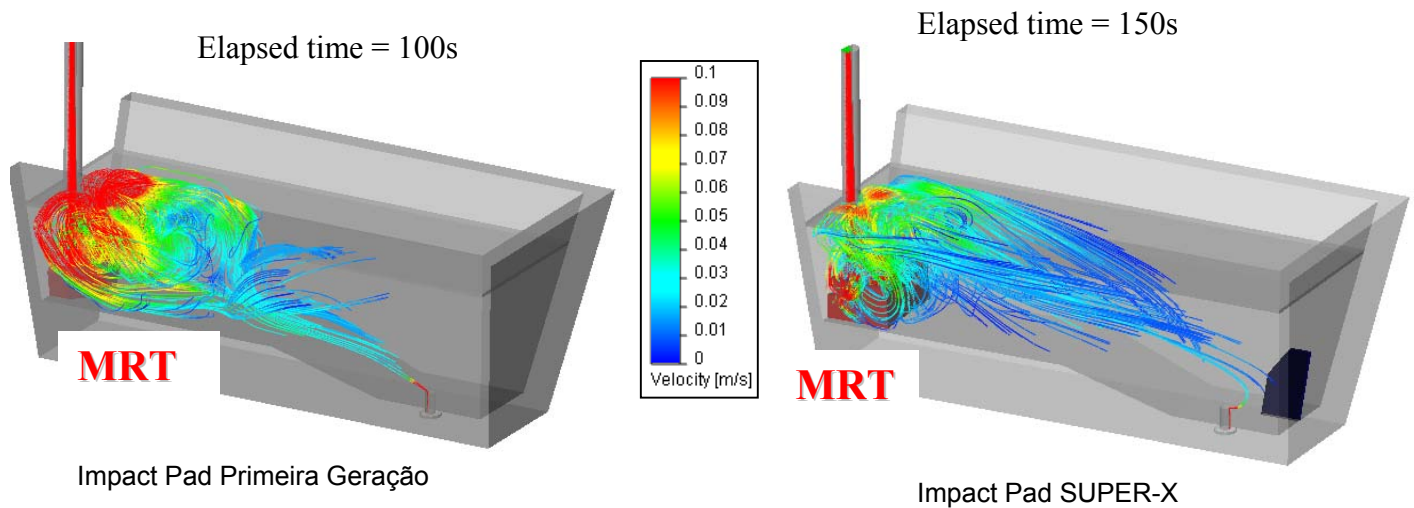 Elapsed time = 100s
Elapsed time = 150s
0.1
0.09
0.08
0.07
0.06
0.05
0.04
0.03
0.02
0.01
0
Velocity [m/s]
MRT
MRT
Impact Pad Primeira Geração
Impact Pad SUPER-X